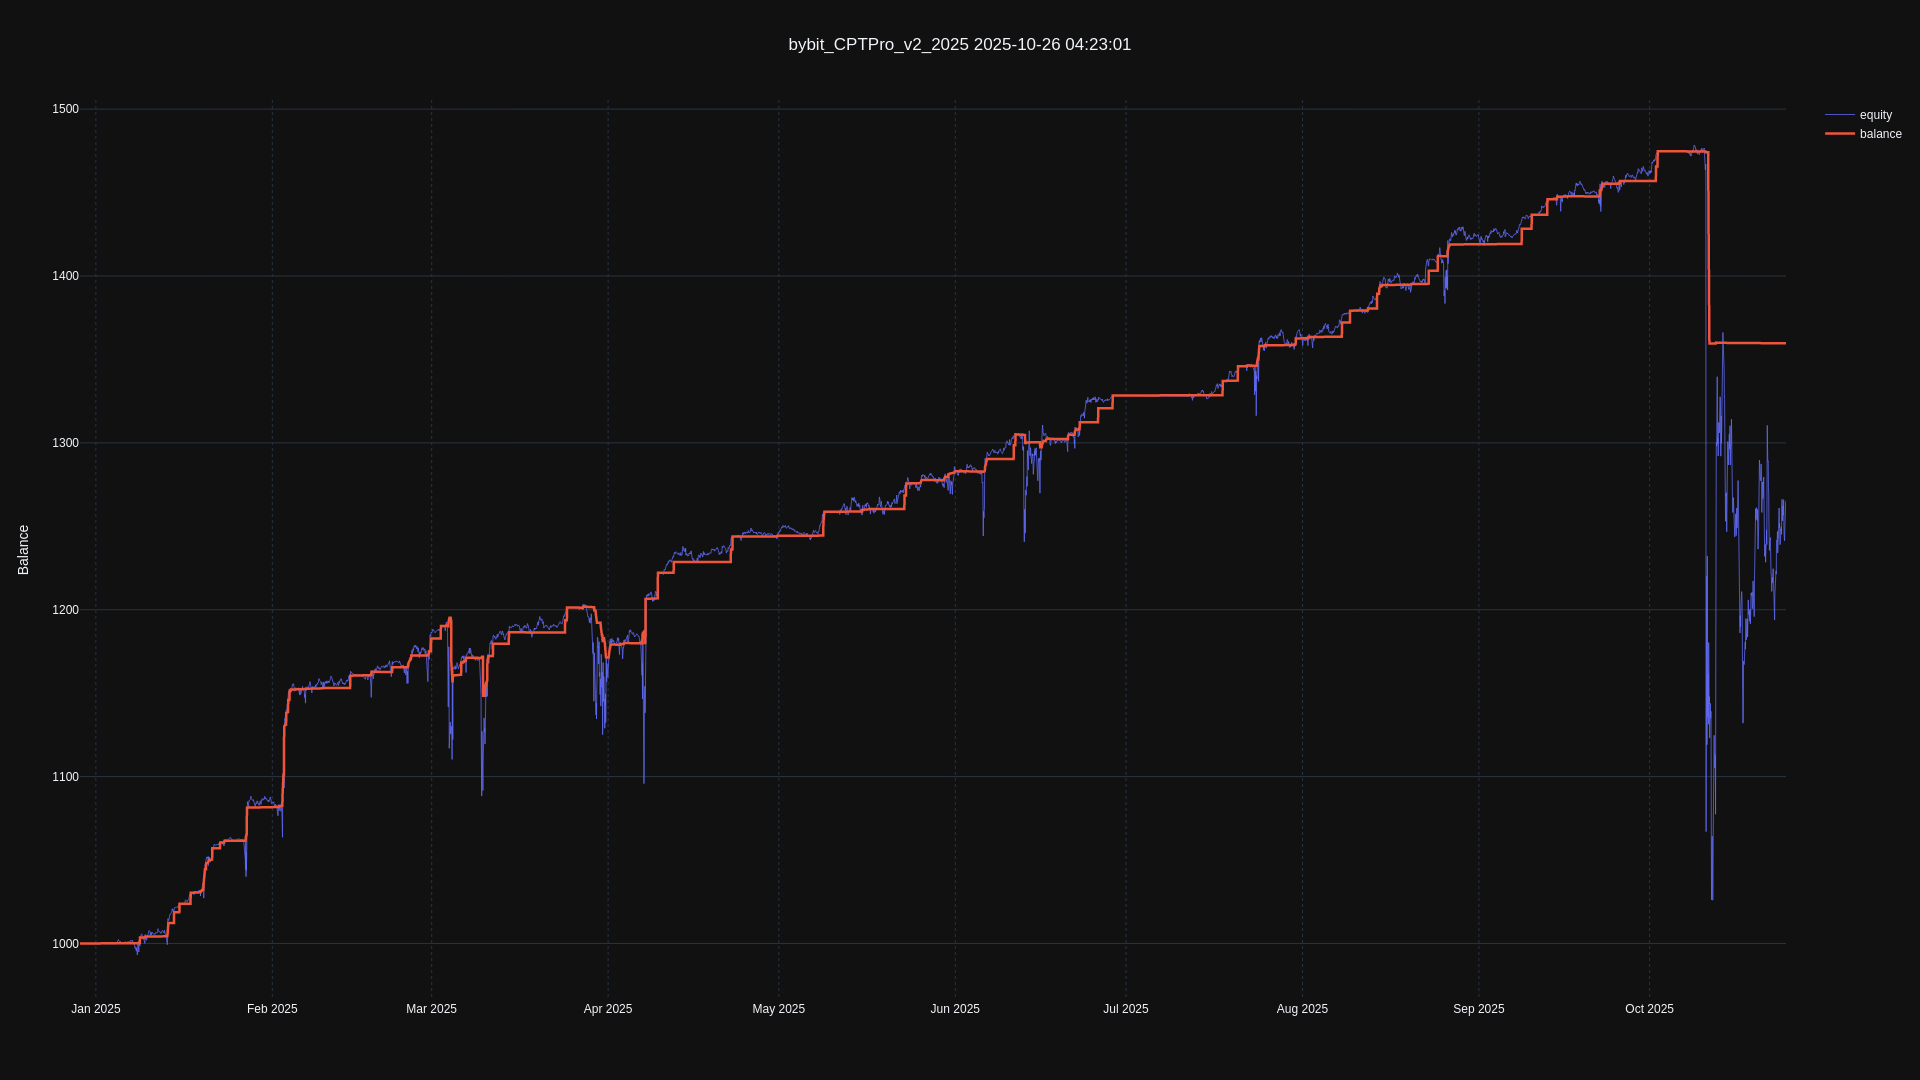 bybit_CPTPro_v2_2025 2025-10-26 04:23:01
equity
balance
Balance
1500
1400
1300
1200
1100
1000
Jan 2025
Feb 2025
Mar 2025
Apr 2025
May 2025
Jun 2025
Jul 2025
Aug 2025
Sep 2025
Oct 2025